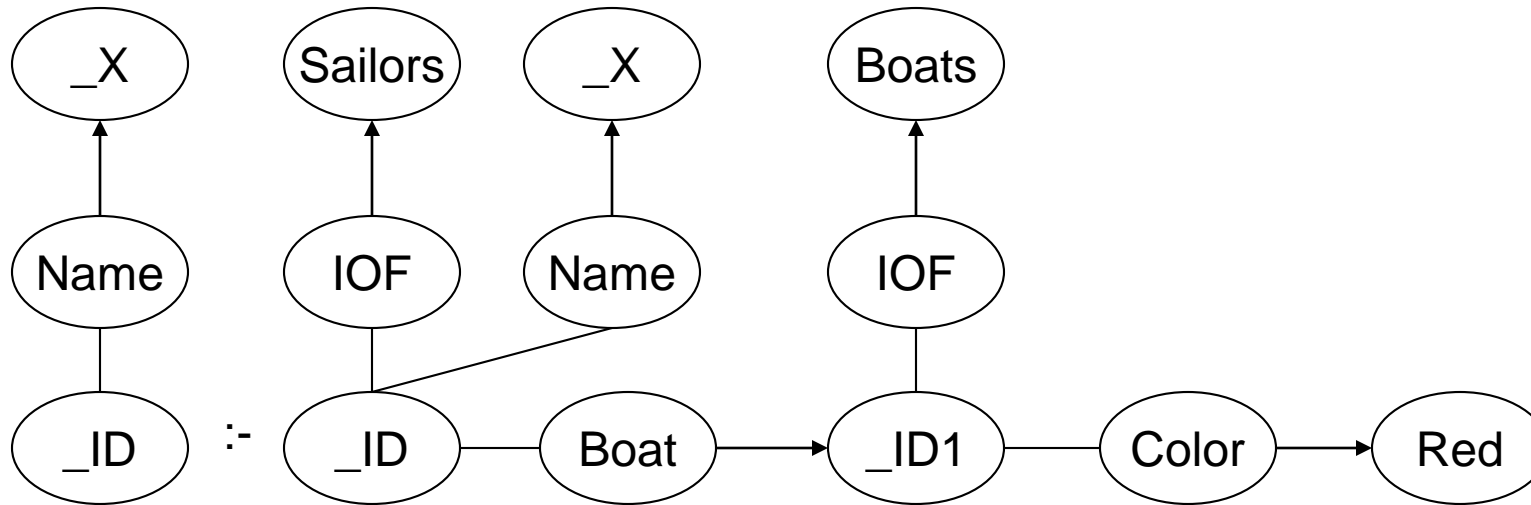 _X Sailors _X Boats
Name IOF Name IOF
_ID :- _ID Boat _ID1 Color Red